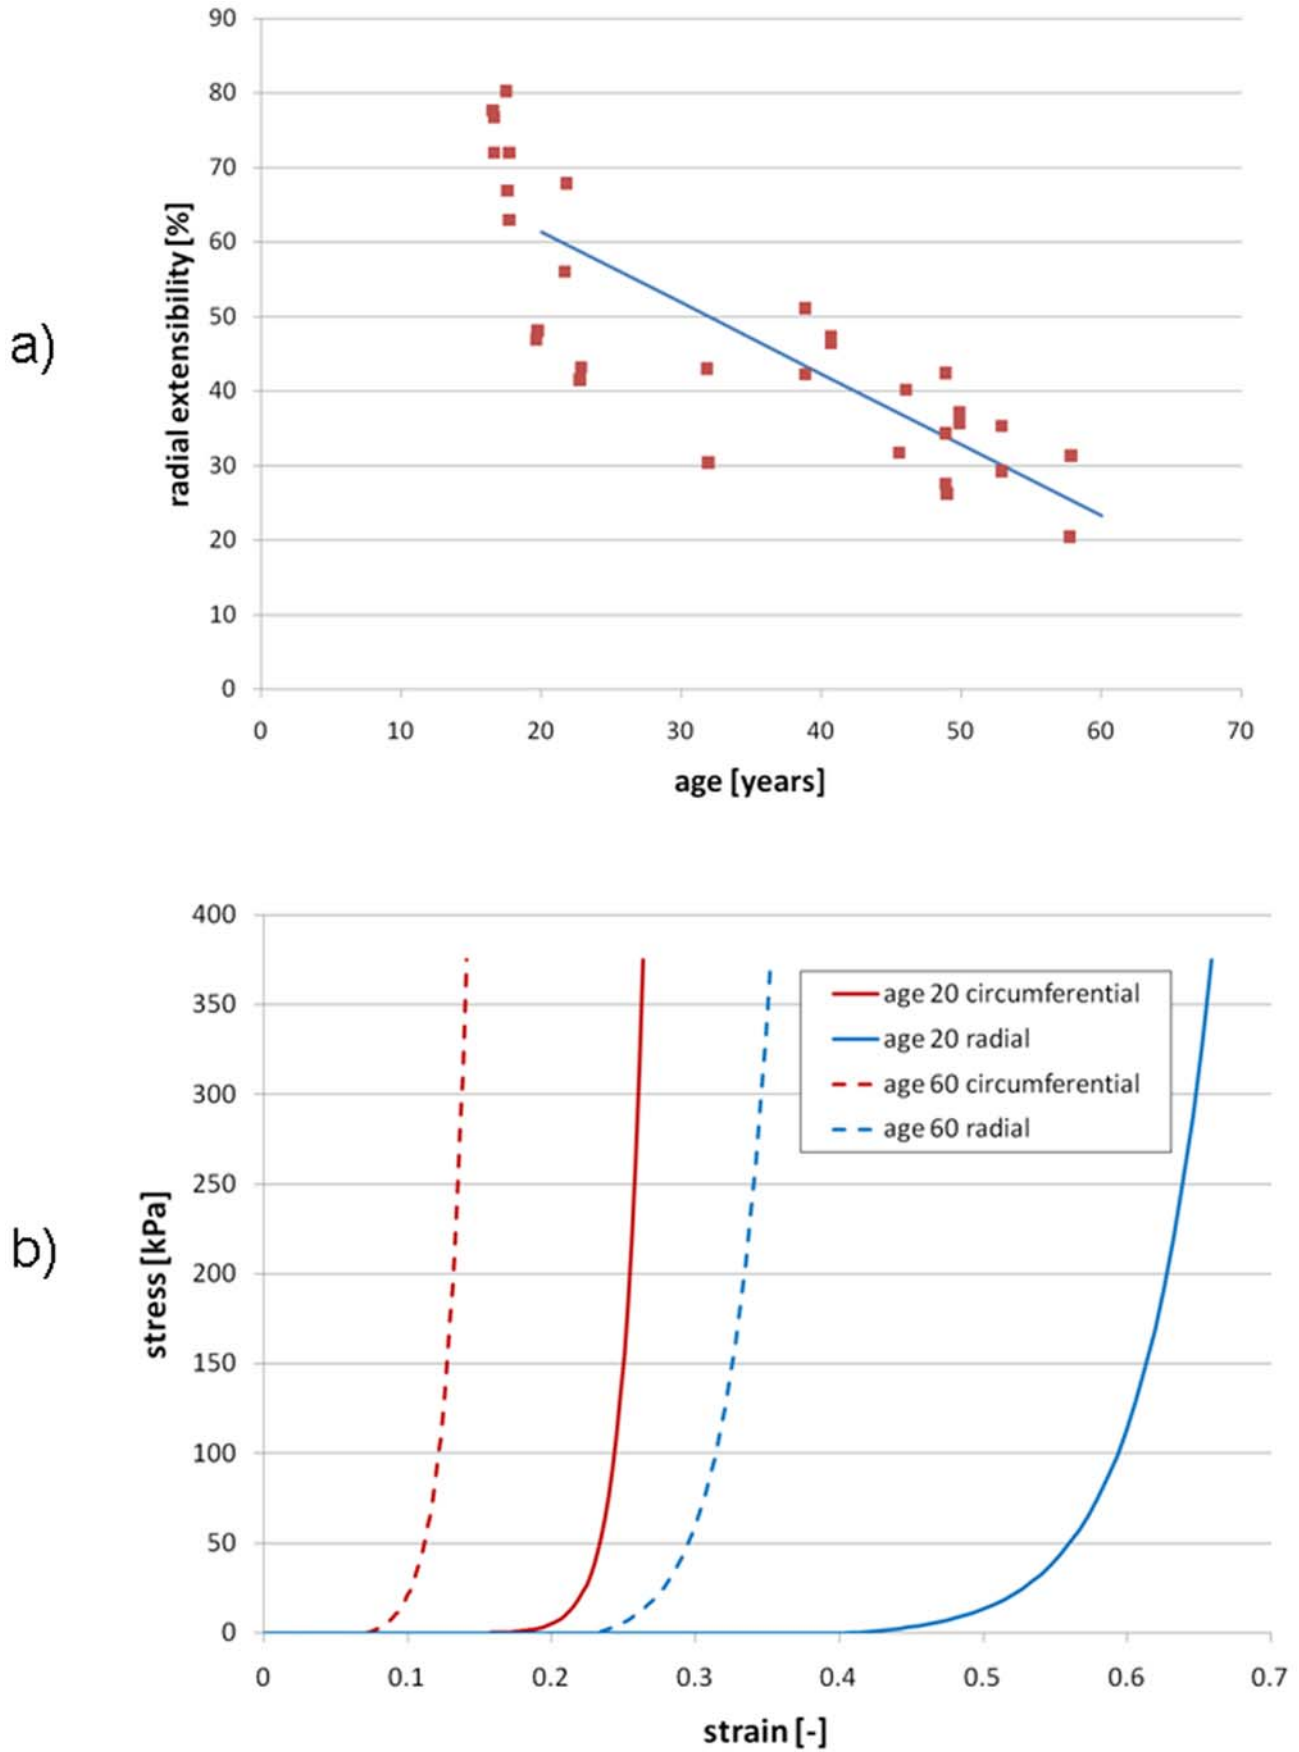 a)
radial extensibility [%]
90
80
70
60
50
40
30
20
10
0
0 10 20 30 40 50 60 70
age [years]
b)
stress [kPa]
400
350
300
250
200
150
100
50
0
age 20 circumferential
age 20 radial
age 60 circumferential
age 60 radial
0 0.1 0.2 0.3 0.4 0.5 0.6 0.7
strain [-]